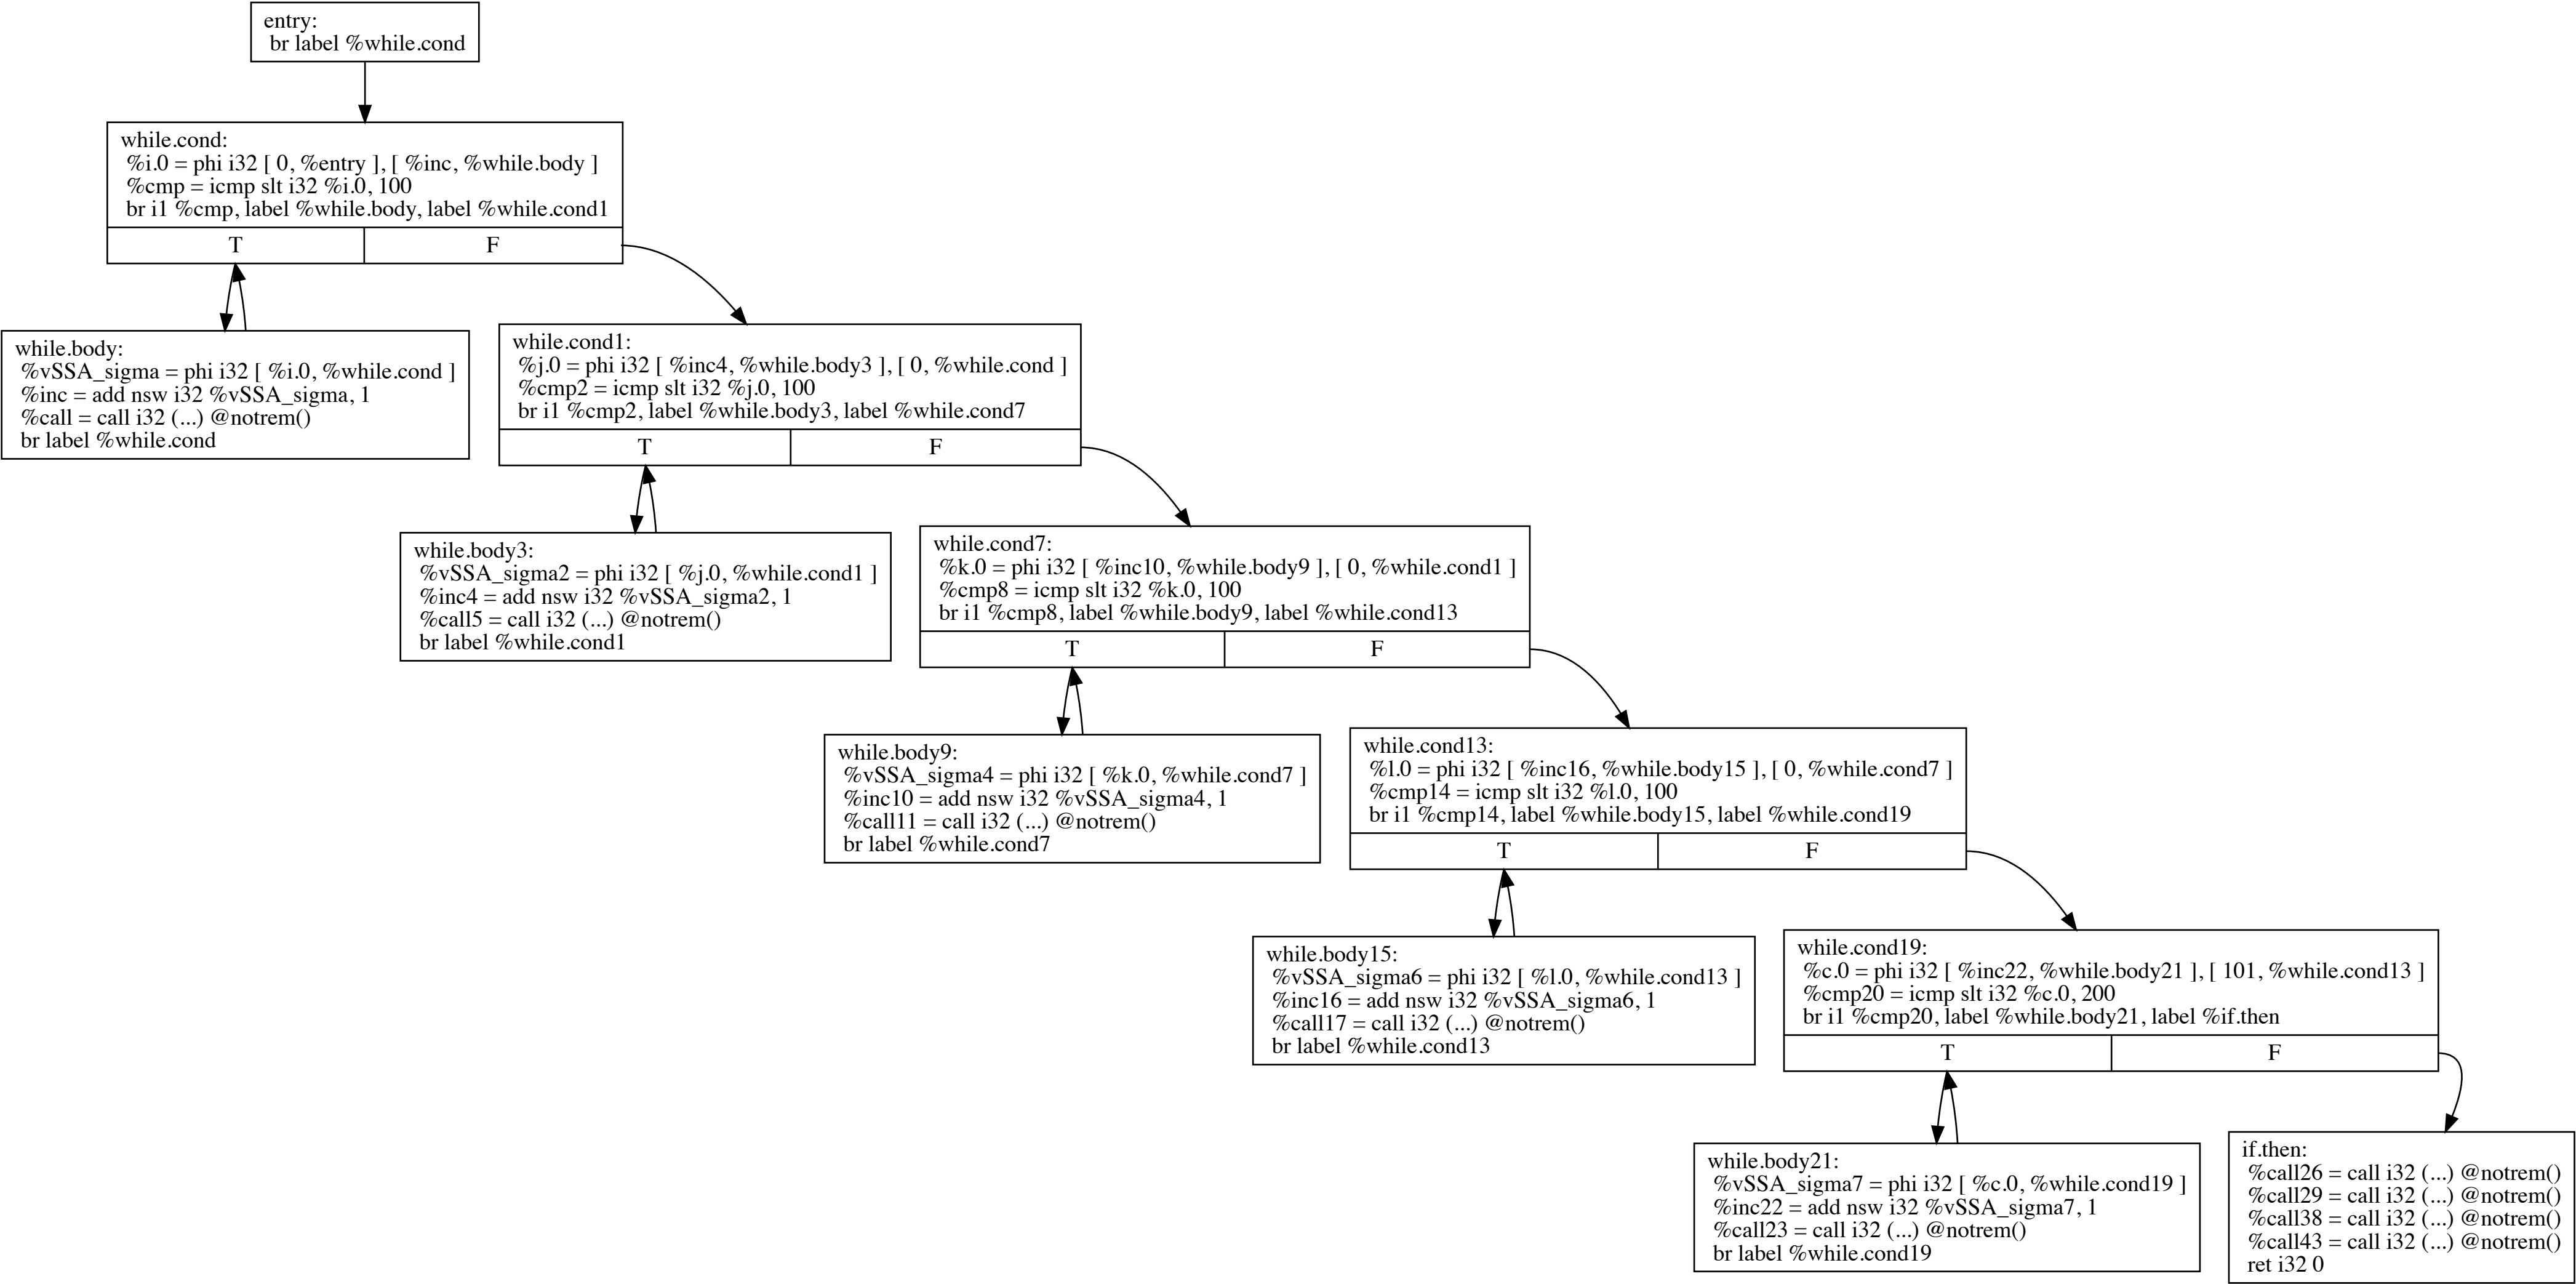 entry:
br label %while.cond
while.cond:
%i.0 = phi i32 [ 0, %entry ], [ %inc, %while.body ]
%cmp = icmp slt i32 %i.0, 100
br i1 %cmp, label %while.body, label %while.cond1
T
F
while.body:
%vSSA_sigma = phi i32 [ %i.0, %while.cond ]
%inc = add nsw i32 %vSSA_sigma, 1
%call = call i32 (...) @notrem()
br label %while.cond
while.cond1:
%j.0 = phi i32 [ %inc4, %while.body3 ], [ 0, %while.cond ]
%cmp2 = icmp slt i32 %j.0, 100
br i1 %cmp2, label %while.body3, label %while.cond7
T
F
while.body3:
%vSSA_sigma2 = phi i32 [ %j.0, %while.cond1 ]
%inc4 = add nsw i32 %vSSA_sigma2, 1
%call5 = call i32 (...) @notrem()
br label %while.cond1
while.cond7:
%k.0 = phi i32 [ %inc10, %while.body9 ], [ 0, %while.cond1 ]
%cmp8 = icmp slt i32 %k.0, 100
br i1 %cmp8, label %while.body9, label %while.cond13
T
F
while.body9:
%vSSA_sigma4 = phi i32 [ %k.0, %while.cond7 ]
%inc10 = add nsw i32 %vSSA_sigma4, 1
%call11 = call i32 (...) @notrem()
br label %while.cond7
while.cond13:
%l.0 = phi i32 [ %inc16, %while.body15 ], [ 0, %while.cond7 ]
%cmp14 = icmp slt i32 %l.0, 100
br i1 %cmp14, label %while.body15, label %while.cond19
T
F
while.body15:
%vSSA_sigma6 = phi i32 [ %l.0, %while.cond13 ]
%inc16 = add nsw i32 %vSSA_sigma6, 1
%call17 = call i32 (...) @notrem()
br label %while.cond13
while.cond19:
%c.0 = phi i32 [ %inc22, %while.body21 ], [ 101, %while.cond13 ]
%cmp20 = icmp slt i32 %c.0, 200
br i1 %cmp20, label %while.body21, label %if.then
T
F
while.body21:
%vSSA_sigma7 = phi i32 [ %c.0, %while.cond19 ]
%inc22 = add nsw i32 %vSSA_sigma7, 1
%call23 = call i32 (...) @notrem()
br label %while.cond19
if.then:
%call26 = call i32 (...) @notrem()
%call29 = call i32 (...) @notrem()
%call38 = call i32 (...) @notrem()
%call43 = call i32 (...) @notrem()
ret i32 0